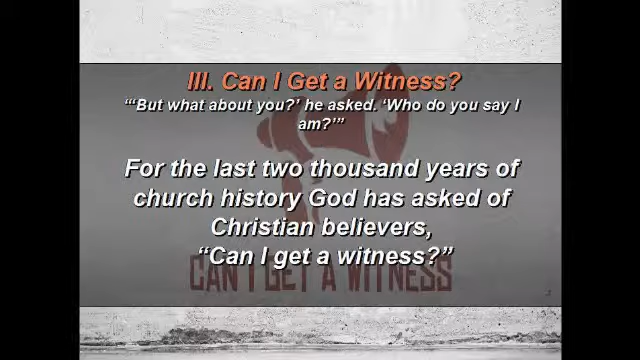 III. Can I Get a Witness?
“‘But what about you?’ he asked. ‘Who do you say I
am?’”
For the last two thousand years of
church history God has asked of
Christian believers,
“Can I get a witness?”
CAN I GET A WITNESS